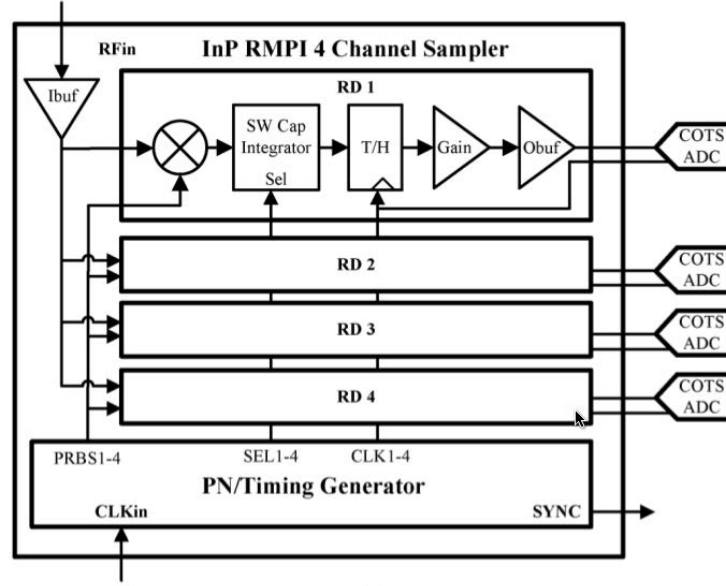 RFin
InP RMPI 4 Channel Sampler
Ibuf
RD 1
SW Cap
Integrator
Sel
T/H
Gain
Obuf
COTS
ADC
RD 2
COTS
ADC
RD 3
COTS
ADC
RD 4
COTS
ADC
PRBS1-4
SEL1-4
CLK1-4
PN/Timing Generator
CLKin
SYNC